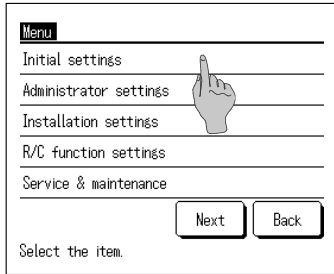 Menu
Initial settings
Administrator settings
Installation settings
R/C function settings
Service & maintenance
Next Back
Select the item.